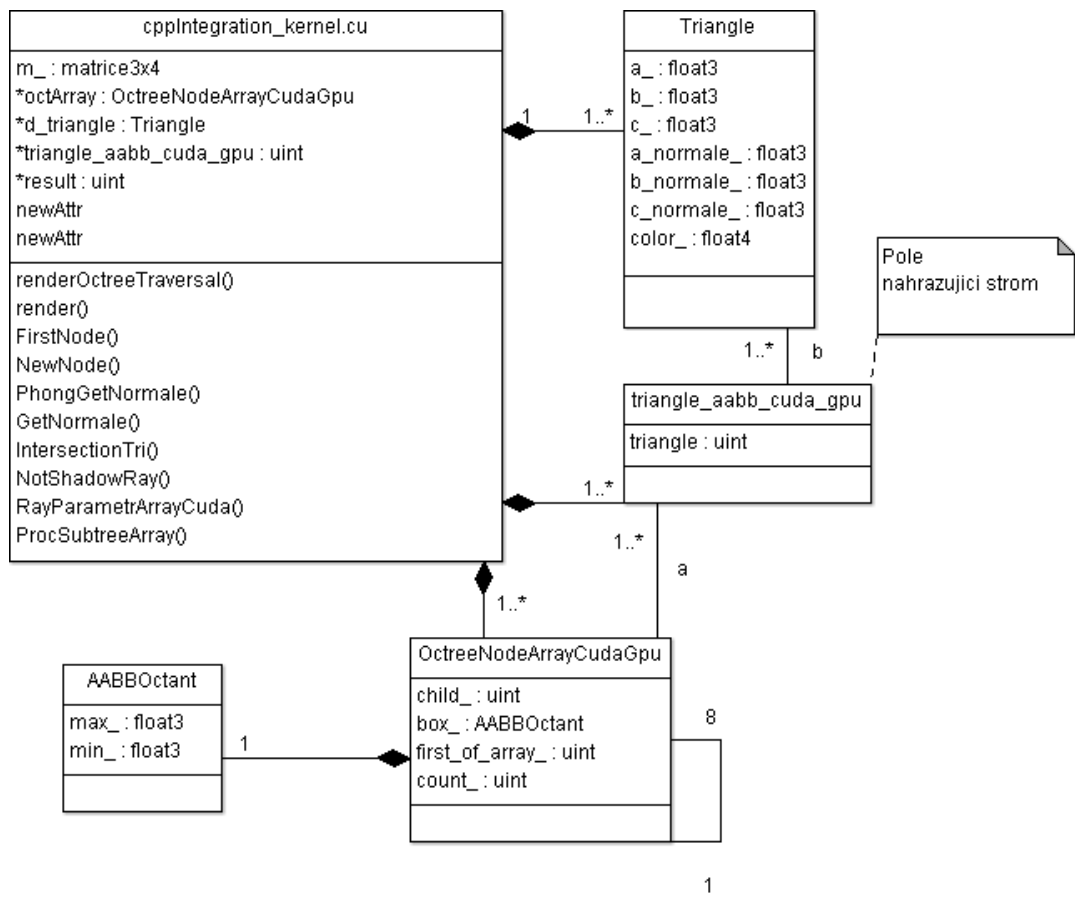 cppIntegration_kernel.cu
m_ : matrice3x4
*octArray : OctreeNodeArrayCudaGpu
*d_triangle : Triangle
*triangle_aabb_cuda_gpu : uint
*result : uint
newAttr
newAttr
renderOctreeTraversal()
render()
FirstNode()
NewNode()
PhongGetNormale()
GetNormale()
IntersectionTri()
NotShadowRay()
RayParametrArrayCuda()
ProcSubtreeArray()
1
1..*
Triangle
a_ : float3
b_ : float3
c_ : float3
a_normale_ : float3
b_normale_ : float3
c_normale_ : float3
color_ : float4
Pole
nahrazujici strom
1..*
b
triangle_aabb_cuda_gpu
triangle : uint
1..*
1..*
a
1..*
OctreeNodeArrayCudaGpu
child_ : uint
box_ : AABBOctant
first_of_array_ : uint
count_ : uint
AABBOctant
max_ : float3
min_ : float3
1
8
1